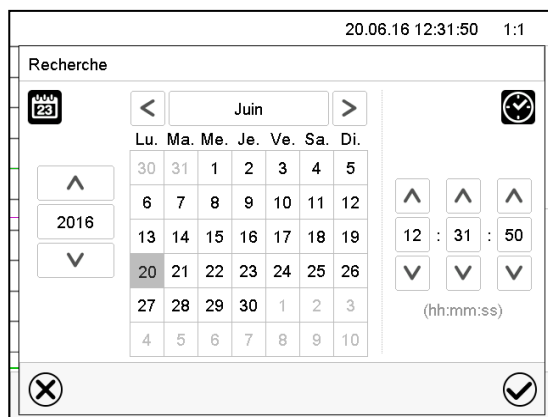 20.06.16 12:31:50 1:1
Recherche
23
< Juin >
Lu. Ma. Me. Je. Ve. Sa. Di.
30 31 1 2 3 4 5
6 7 8 9 10 11 12
2016
13 14 15 16 17 18 19
20 21 22 23 24 25 26
27 28 29 30 1 2 3
4 5 6 7 8 9 10
12 : 31 : 50
(hh:mm:ss)